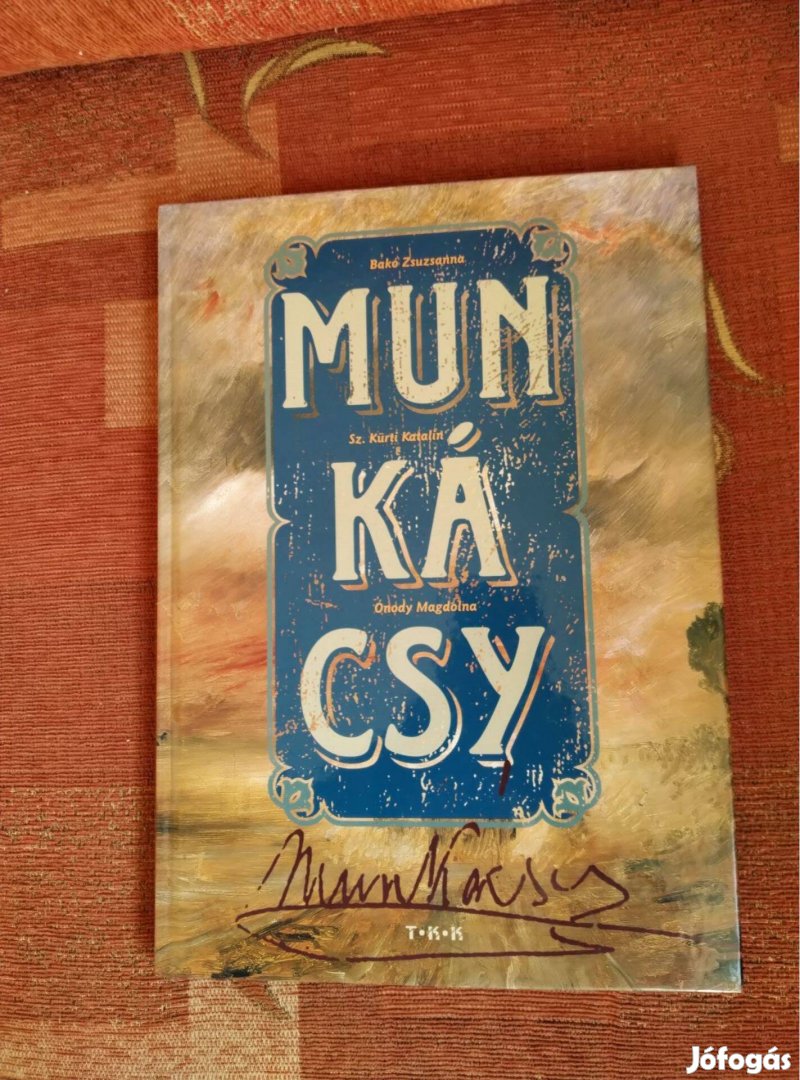 Bakó Zsuzsanna
MUN
Sz. Kürti Katalin
KÁ
Ónody Magdolna
CSY
Munkácsy
T•K•K
Jófogás